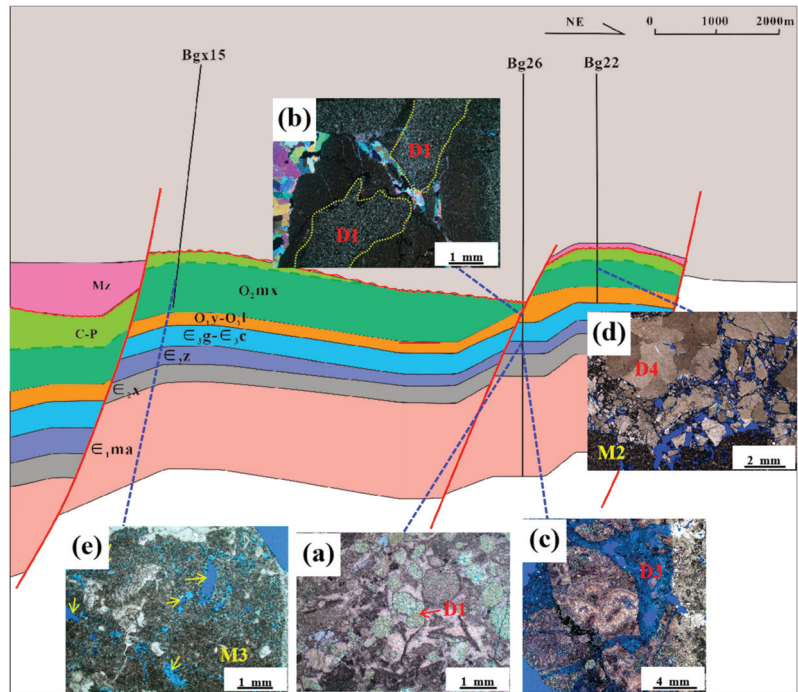 NE
0 1000 2000m
Bgx15
Bg26 Bg22
(b)
D1
D1
1 mm
Mz
O₂mx
C-P
O₁y-O₁l
∈₃g-∈₃c
∈₂x
∈₁ma
(d)
D4
M2
2 mm
(e)
M3
1 mm
(a)
D1
1 mm
(c)
D3
4 mm